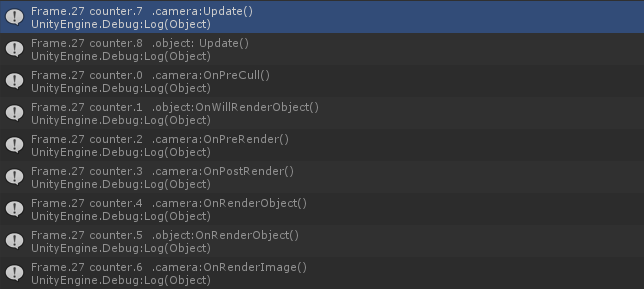 Frame.27 counter.7  .camera:Update()
UnityEngine.Debug:Log(Object)
Frame.27 counter.8  .object: Update()
UnityEngine.Debug:Log(Object)
Frame.27 counter.0  .camera:OnPreCull()
UnityEngine.Debug:Log(Object)
Frame.27 counter.1  .object:OnWillRenderObject()
UnityEngine.Debug:Log(Object)
Frame.27 counter.2  .camera:OnPreRender()
UnityEngine.Debug:Log(Object)
Frame.27 counter.3  .camera:OnPostRender()
UnityEngine.Debug:Log(Object)
Frame.27 counter.4  .camera:OnRenderObject()
UnityEngine.Debug:Log(Object)
Frame.27 counter.5  .object:OnRenderObject()
UnityEngine.Debug:Log(Object)
Frame.27 counter.6  .camera:OnRenderImage()
UnityEngine.Debug:Log(Object)